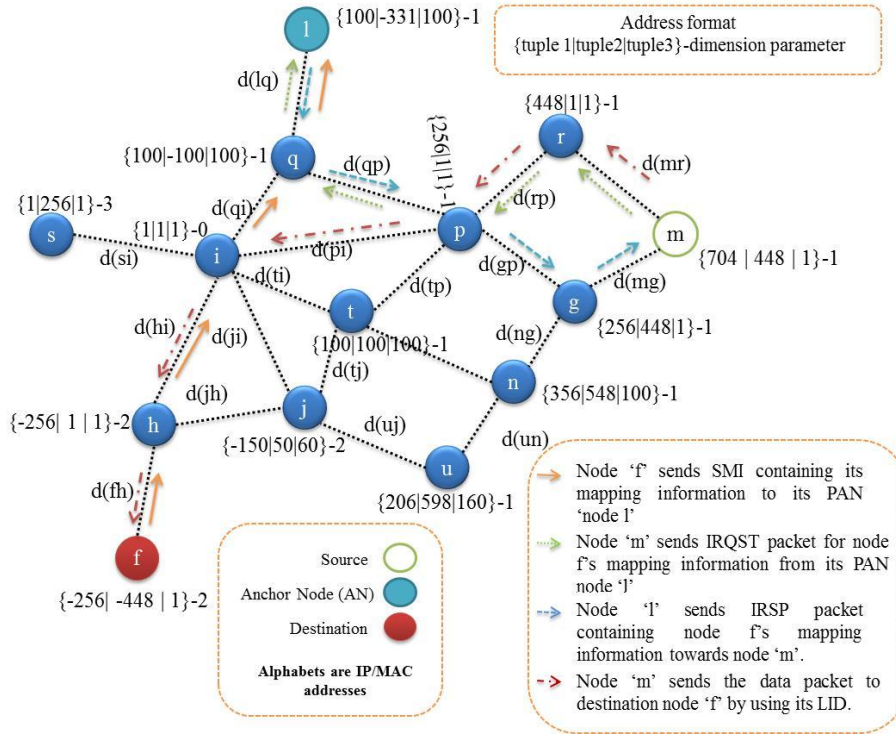 {100|-331|100}-1
l
Address format
{tuple 1|tuple2|tuple3}-dimension parameter
d(lq)
{448|1|1}-1
r
{256|1|1}-1
{100|-100|100}-1
q
d(qp)
d(mr)
{1|256|1}-3
d(qi)
d(rp)
{1|1|1}-0
s
p
m
d(si)
i
d(pi)
d(gp)
{704 | 448 | 1}-1
d(ti)
d(tp)
d(mg)
t
g
d(hi)
d(ji)
{256|448|1}-1
{100|100|100}-1
d(ng)
d(tj)
n
{356|548|100}-1
d(jh)
j
{-256| 1 | 1}-2
h
{-150|50|60}-2
d(uj)
d(un)
u
{206|598|160}-1
d(fh)
f
{-256| -448 | 1}-2
Source
Anchor Node (AN)
Destination
Alphabets are IP/MAC
addresses
Node ‘f’ sends SMI containing its
mapping information to its PAN
‘node l’
Node ‘m’ sends IRQST packet for node
f’s mapping information from its PAN
node ‘l’
Node ‘l’ sends IRSP packet
containing node f’s mapping
information towards node ‘m’.
Node ‘m’ sends the data packet to
destination node ‘f’ by using its LID.